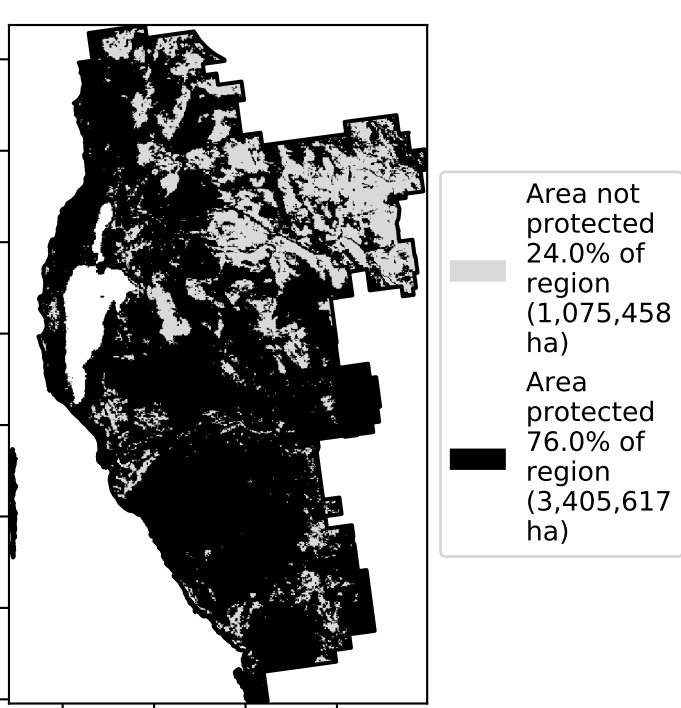 Area not
protected
24.0% of
region
(1,075,458
ha)
Area
protected
76.0% of
region
(3,405,617
ha)